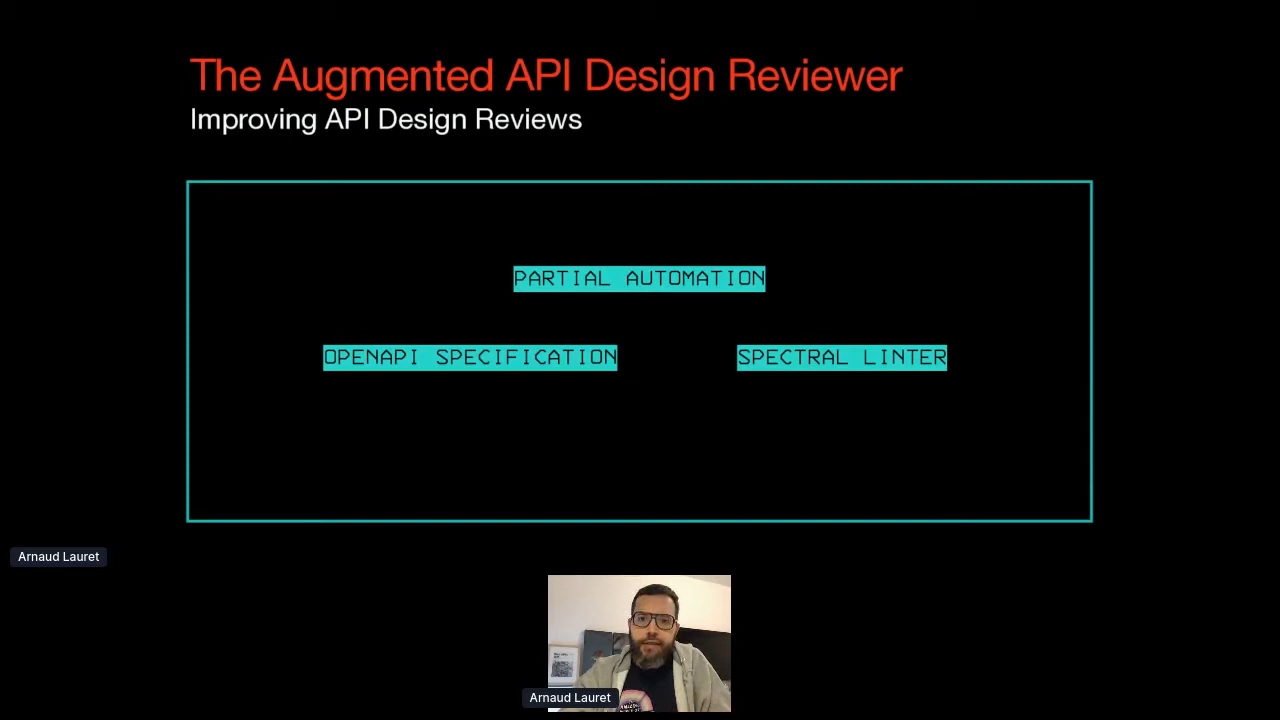 The Augmented API Design Reviewer
Improving API Design Reviews
PARTIAL AUTOMATION
OPENAPI SPECIFICATION
SPECTRAL LINTER
Arnaud Lauret
Arnaud Lauret